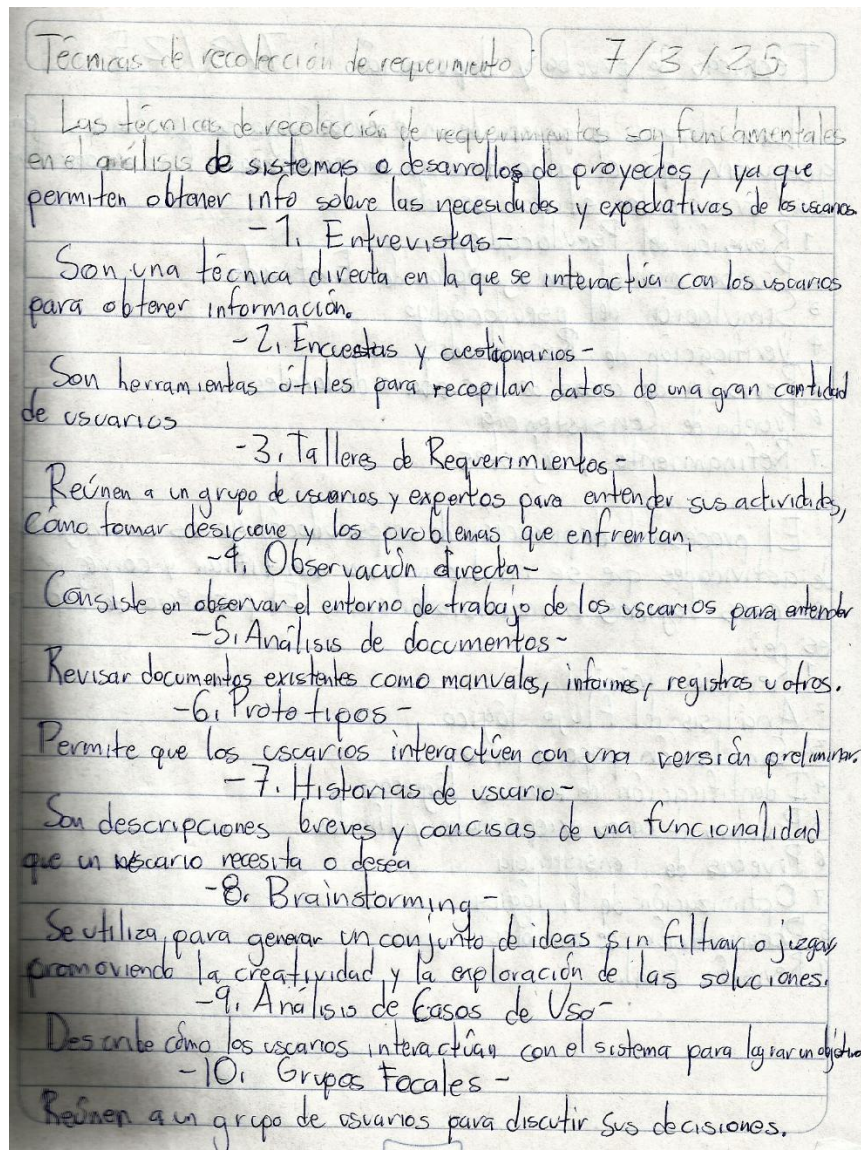 Técnicas de recolección de requerimiento 7/3/25
Las técnicas de recolección de requerimientos son fundamentales
en el análisis de sistemas o desarrollos de proyectos, ya que
permiten obtener info sobre las necesidades y expectativas de los usuarios
-1. Entrevistas-
Son una técnica directa en la que se interactúa con los usuarios
para obtener información.
-2. Encuestas y cuestionarios-
Son herramientas útiles para recopilar datos de una gran cantidad
de usuarios
-3. Talleres de Requerimientos-
Reúnen a un grupo de usuarios y expertos para entender sus actividades,
Cómo tomar desicione y los problemas que enfrentan.
-4. Observación directa-
Consiste en observar el entorno de trabajo de los usuarios para entender
-5. Análisis de documentos-
Revisar documentos existentes como manuales, informes, registros u otros.
-6. Prototipos-
Permite que los uscarios interactúen con una versión preliminar.
-7. Historias de usuario-
Son descripciones breves y concisas de una funcionalidad
que un uscario necesita o desea
-8. Brainstorming-
Se utiliza, para generar un conjunto de ideas sin filtrar o juzgar
promoviendo la creatividad y la exploración de las soluciones.
-9. Análisis de Casos de Uso-
Describe cómo los uscarios interactúan con el sistema para lograr un objetivo
-10. Grupos Focales-
Reúnen a un grupo de usuarios para discutir sus decisiones.